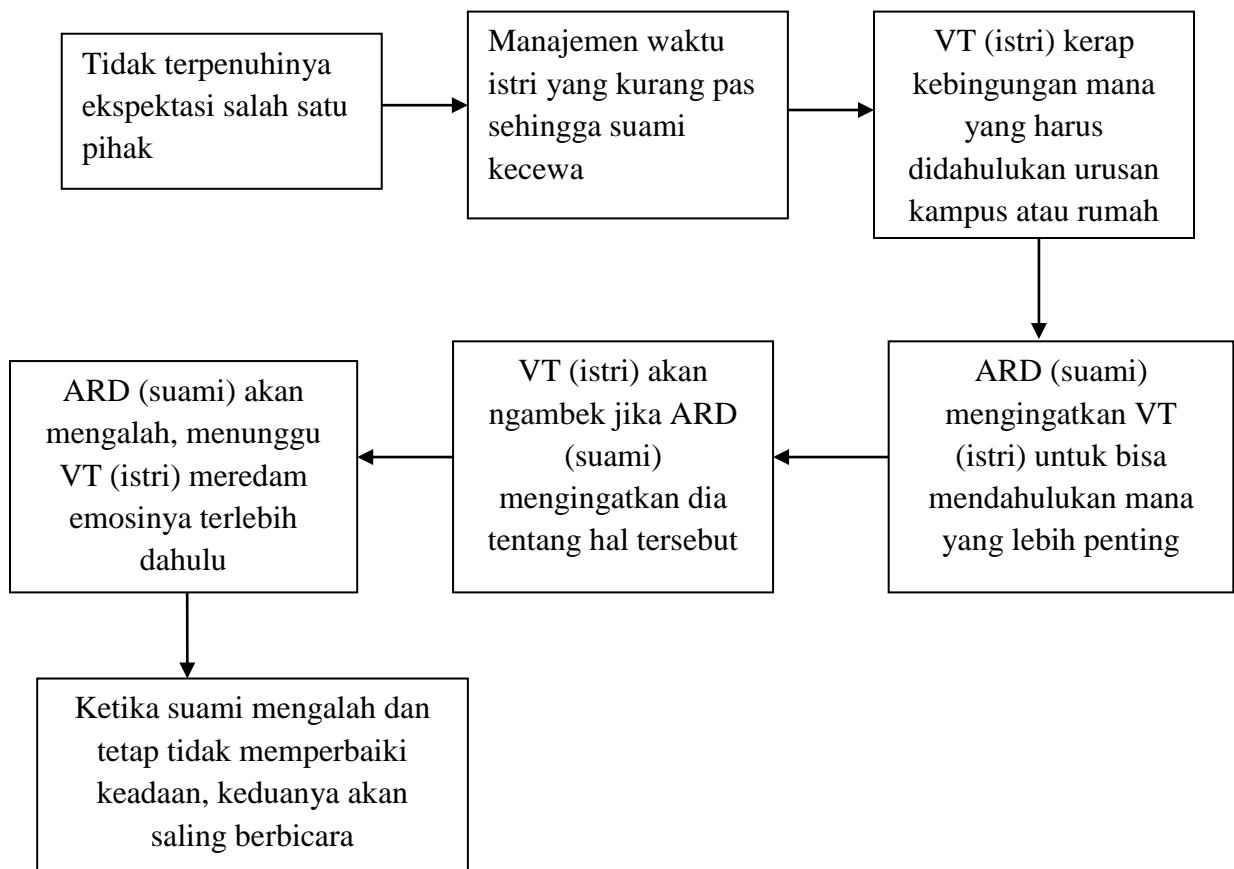 Tidak terpenuhinya
ekspektasi salah satu
pihak
Manajemen waktu
istri yang kurang pas
sehingga suami
kecewa
VT (istri) kerap
kebingungan mana
yang harus
didahulukan urusan
kampus atau rumah
ARD (suami)
mengingatkan VT
(istri) untuk bisa
mendahulukan mana
yang lebih penting
VT (istri) akan
ngambek jika ARD
(suami)
mengingatkan dia
tentang hal tersebut
ARD (suami) akan
mengalah, menunggu
VT (istri) meredam
emosinya terlebih
dahulu
Ketika suami mengalah dan
tetap tidak memperbaiki
keadaan, keduanya akan
saling berbicara